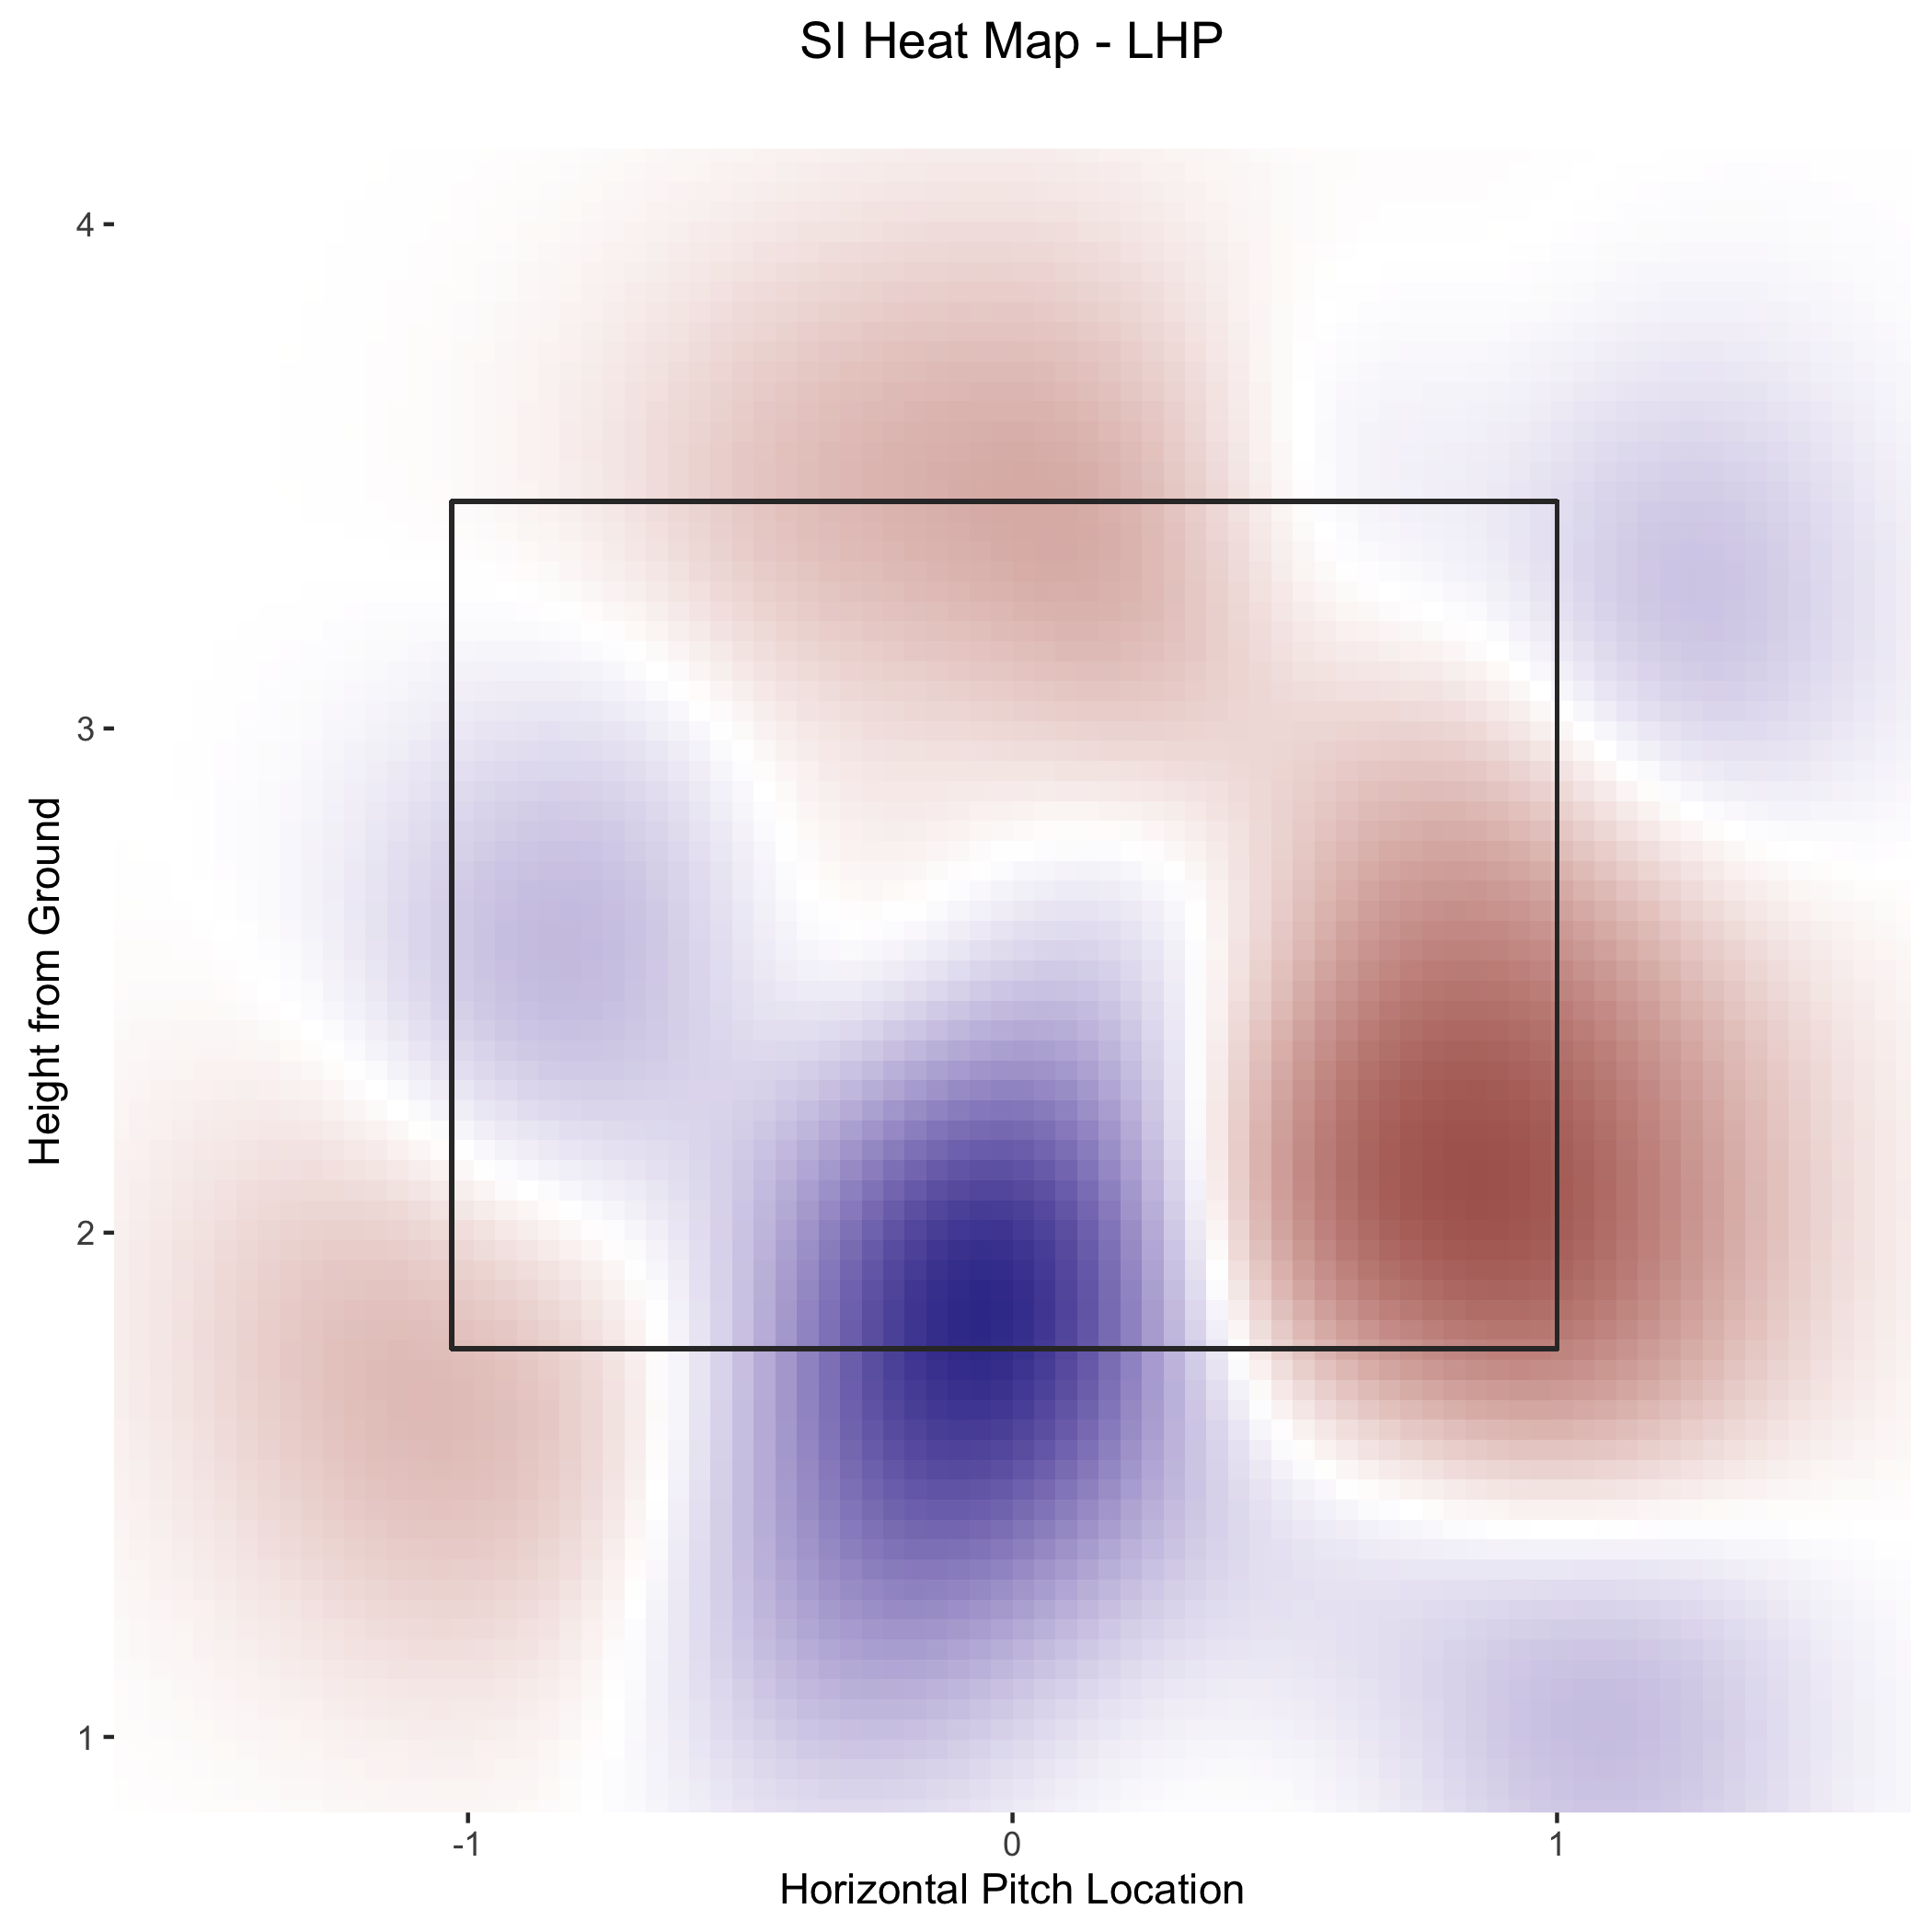 SI Heat Map - LHP
4
3
2
1
Height from Ground
-1 0 1
Horizontal Pitch Location